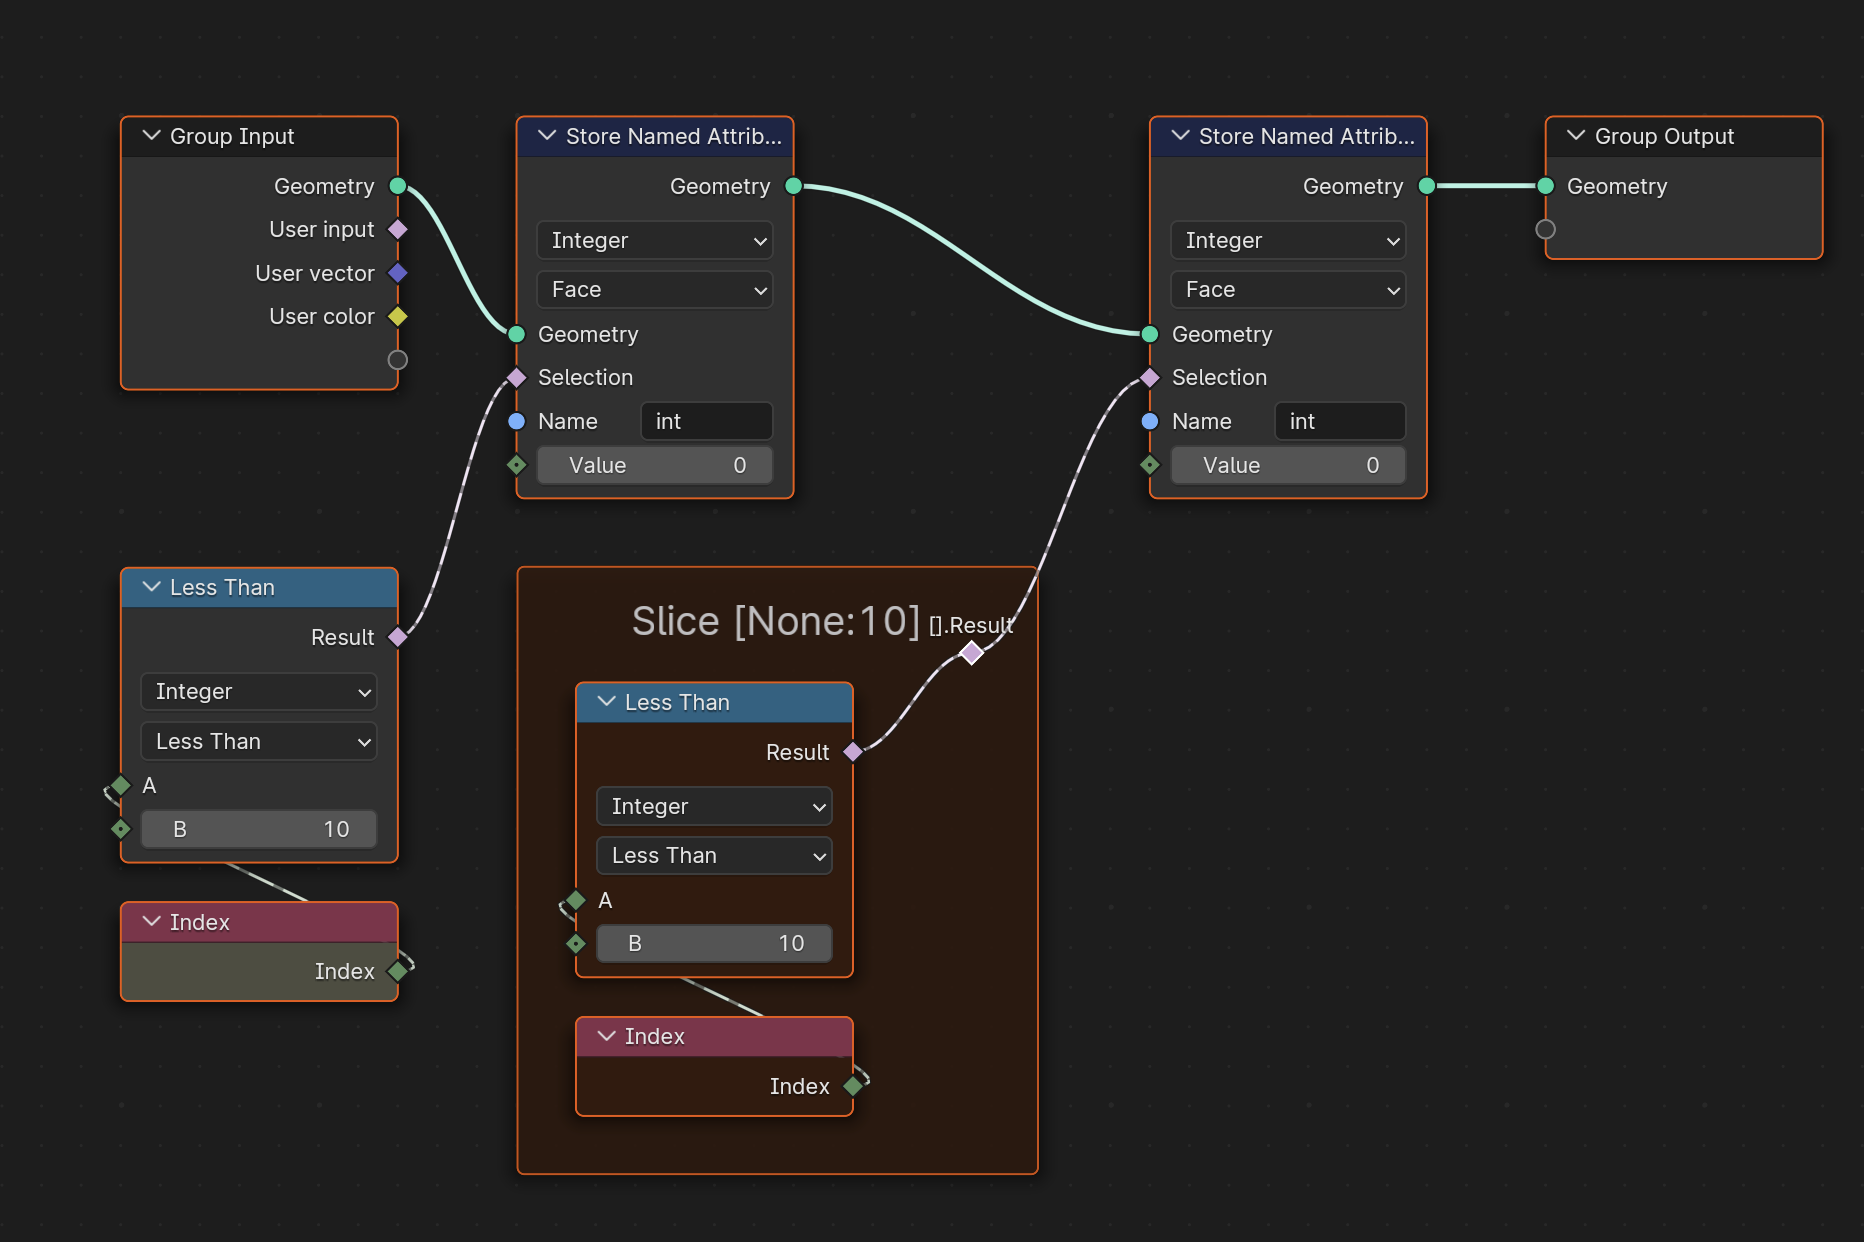 Group Input
Geometry
User input
User vector
User color
Store Named Attrib...
Geometry
Integer
Face
Geometry
Selection
Name int
Value 0
Store Named Attrib...
Geometry
Integer
Face
Geometry
Selection
Name int
Value 0
Group Output
Geometry
Less Than
Result
Integer
Less Than
A
B 10
Index
Index
Slice [None:10]
[].Result
Less Than
Result
Integer
Less Than
A
B 10
Index
Index